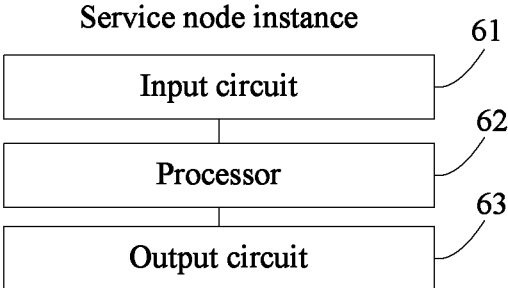 Service node instance
61
Input circuit
62
Processor
63
Output circuit